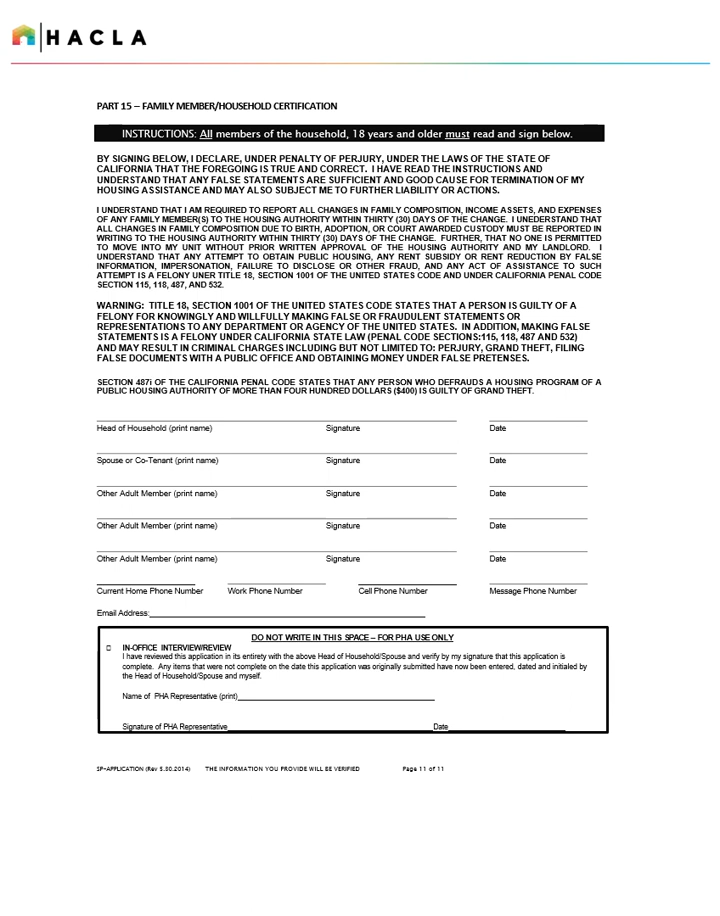 HACLA
PART 15 – FAMILY MEMBER/HOUSEHOLD CERTIFICATION
INSTRUCTIONS: All members of the household, 18 years and older must read and sign below.
BY SIGNING BELOW, I DECLARE, UNDER PENALTY OF PERJURY, UNDER THE LAWS OF THE STATE OF
CALIFORNIA THAT THE FOREGOING IS TRUE AND CORRECT. I HAVE READ THE INSTRUCTIONS AND
UNDERSTAND THAT ANY FALSE STATEMENTS ARE SUFFICIENT AND GOOD CAUSE FOR TERMINATION OF MY
HOUSING ASSISTANCE AND MAY ALSO SUBJECT ME TO FURTHER LIABILITY OR ACTIONS.
I UNDERSTAND THAT I AM REQUIRED TO REPORT ALL CHANGES IN FAMILY COMPOSITION, INCOME ASSETS, AND EXPENSES
OF ANY FAMILY MEMBER(S) TO THE HOUSING AUTHORITY WITHIN THIRTY (30) DAYS OF THE CHANGE. I UNEDERSTAND THAT
ALL CHANGES IN FAMILY COMPOSITION DUE TO BIRTH, ADOPTION, OR COURT AWARDED CUSTODY MUST BE REPORTED IN
WRITING TO THE HOUSING AUTHORITY WITHIN THIRTY (30) DAYS OF THE CHANGE. FURTHER, THAT NO ONE IS PERMITTED
TO MOVE INTO MY UNIT WITHOUT PRIOR WRITTEN APPROVAL OF THE HOUSING AUTHORITY AND MY LANDLORD. I
UNDERSTAND THAT ANY ATTEMPT TO OBTAIN PUBLIC HOUSING, ANY RENT SUBSIDY OR RENT REDUCTION BY FALSE
INFORMATION, IMPERSONATION, FAILURE TO DISCLOSE OR OTHER FRAUD, AND ANY ACT OF ASSISTANCE TO SUCH
ATTEMPT IS A FELONY UNER TITLE 18, SECTION 1001 OF THE UNITED STATES CODE AND UNDER CALIFORNIA PENAL CODE
SECTION 115, 118, 487, AND 532.
WARNING: TITLE 18, SECTION 1001 OF THE UNITED STATES CODE STATES THAT A PERSON IS GUILTY OF A
FELONY FOR KNOWINGLY AND WILLFULLY MAKING FALSE OR FRAUDULENT STATEMENTS OR
REPRESENTATIONS TO ANY DEPARTMENT OR AGENCY OF THE UNITED STATES. IN ADDITION, MAKING FALSE
STATEMENTS IS A FELONY UNDER CALIFORNIA STATE LAW (PENAL CODE SECTIONS:115, 118, 487 AND 532)
AND MAY RESULT IN CRIMINAL CHARGES INCLUDING BUT NOT LIMITED TO: PERJURY, GRAND THEFT, FILING
FALSE DOCUMENTS WITH A PUBLIC OFFICE AND OBTAINING MONEY UNDER FALSE PRETENSES.
SECTION 487i OF THE CALIFORNIA PENAL CODE STATES THAT ANY PERSON WHO DEFRAUDS A HOUSING PROGRAM OF A
PUBLIC HOUSING AUTHORITY OF MORE THAN FOUR HUNDRED DOLLARS ($400) IS GUILTY OF GRAND THEFT.
Head of Household (print name) Signature Date
Spouse or Co-Tenant (print name) Signature Date
Other Adult Member (print name) Signature Date
Other Adult Member (print name) Signature Date
Other Adult Member (print name) Signature Date
Current Home Phone Number Work Phone Number Cell Phone Number Message Phone Number
Email Address:
DO NOT WRITE IN THIS SPACE – FOR PHA USE ONLY
IN-OFFICE INTERVIEW/REVIEW
I have reviewed this application in its entirety with the above Head of Household/Spouse and verify by my signature that this application is
complete. Any items that were not complete on the date this application was originally submitted have now been entered, dated and initialed by
the Head of Household/Spouse and myself.
Name of PHA Representative (print)
Signature of PHA Representative Date
SP-APPLICATION (Rev 5.30.2014) THE INFORMATION YOU PROVIDE WILL BE VERIFIED Page 11 of 11